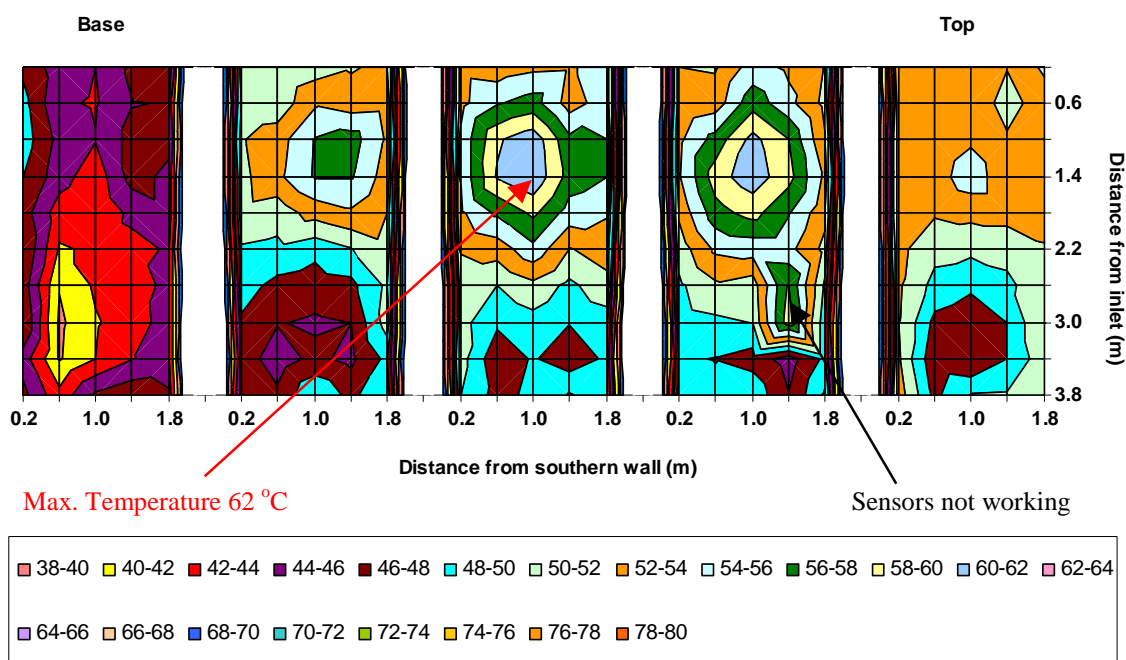 Base Top
0.6
1.4
2.2
3.0
3.8
Distance from inlet (m)
0.2 1.0 1.8 0.2 1.0 1.8 0.2 1.0 1.8 0.2 1.0 1.8 0.2 1.0 1.8
Distance from southern wall (m)
Max. Temperature 62 °C Sensors not working
38-40 40-42 42-44 44-46 46-48 48-50 50-52 52-54 54-56 56-58 58-60 60-62 62-64
64-66 66-68 68-70 70-72 72-74 74-76 76-78 78-80